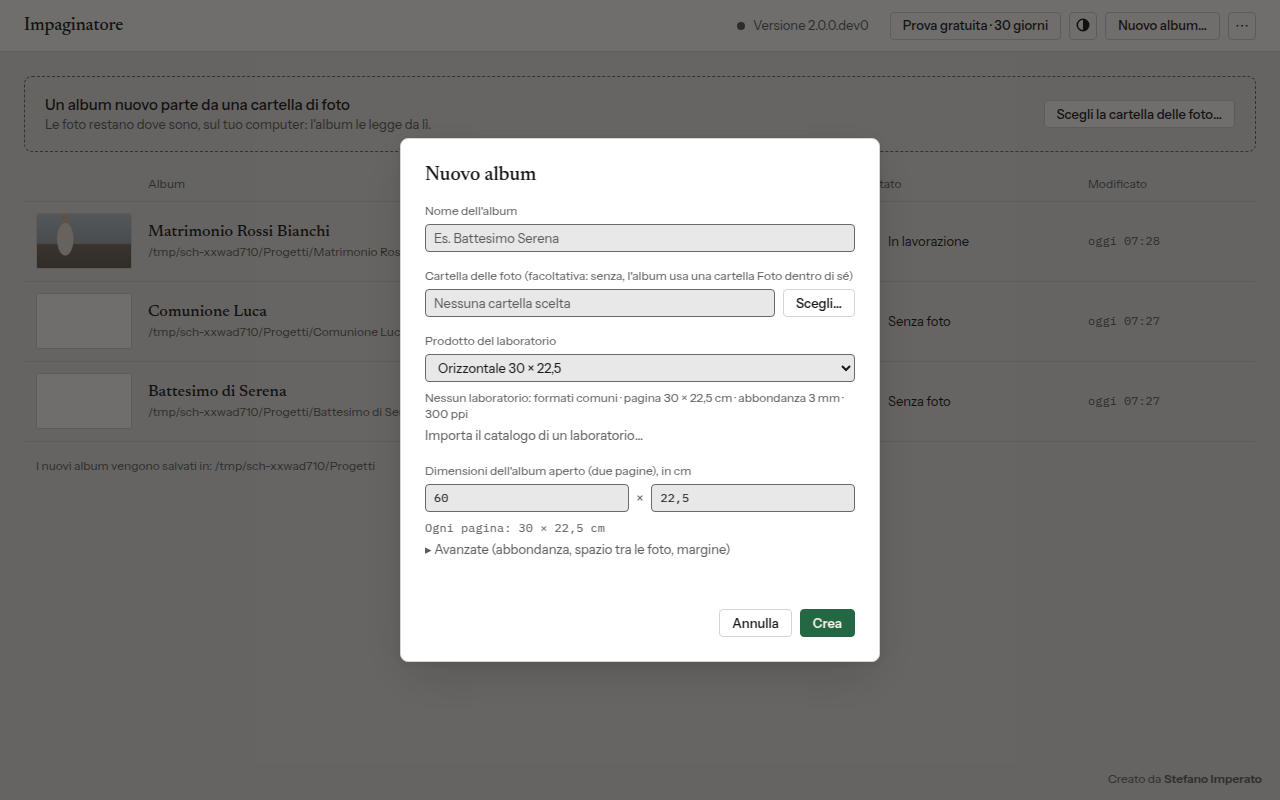 Impaginatore
Versione 2.0.0.dev0
Prova gratuita · 30 giorni
Nuovo album…
Un album nuovo parte da una cartella di foto
Le foto restano dove sono, sul tuo computer: l'album le legge da lì.
Scegli la cartella delle foto…
Album
tato
Modificato
Matrimonio Rossi Bianchi
/tmp/sch-xxwad710/Progetti/Matrimonio Ros
In lavorazione
oggi 07:28
Comunione Luca
/tmp/sch-xxwad710/Progetti/Comunione Luc
Senza foto
oggi 07:27
Battesimo di Serena
/tmp/sch-xxwad710/Progetti/Battesimo di Se
Senza foto
oggi 07:27
I nuovi album vengono salvati in: /tmp/sch-xxwad710/Progetti
Nuovo album
Nome dell'album
Es. Battesimo Serena
Cartella delle foto (facoltativa: senza, l'album usa una cartella Foto dentro di sé)
Nessuna cartella scelta
Scegli…
Prodotto del laboratorio
Orizzontale 30 × 22,5
Nessun laboratorio: formati comuni · pagina 30 × 22,5 cm · abbondanza 3 mm ·
300 ppi
Importa il catalogo di un laboratorio…
Dimensioni dell'album aperto (due pagine), in cm
60 × 22,5
Ogni pagina: 30 × 22,5 cm
▸ Avanzate (abbondanza, spazio tra le foto, margine)
Annulla
Crea
Creato da Stefano Imperato